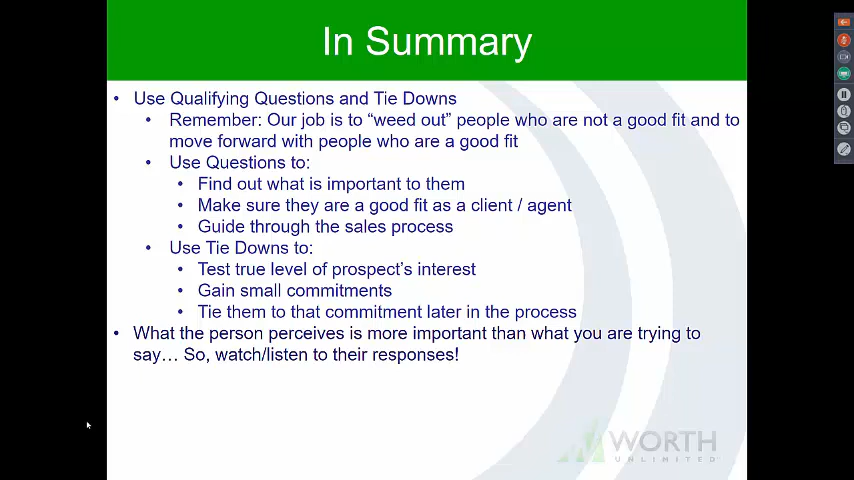 In Summary
• Use Qualifying Questions and Tie Downs
• Remember: Our job is to “weed out” people who are not a good fit and to
move forward with people who are a good fit
• Use Questions to:
• Find out what is important to them
• Make sure they are a good fit as a client / agent
• Guide through the sales process
• Use Tie Downs to:
• Test true level of prospect’s interest
• Gain small commitments
• Tie them to that commitment later in the process
• What the person perceives is more important than what you are trying to
say… So, watch/listen to their responses!
WORTH
UNLIMITED